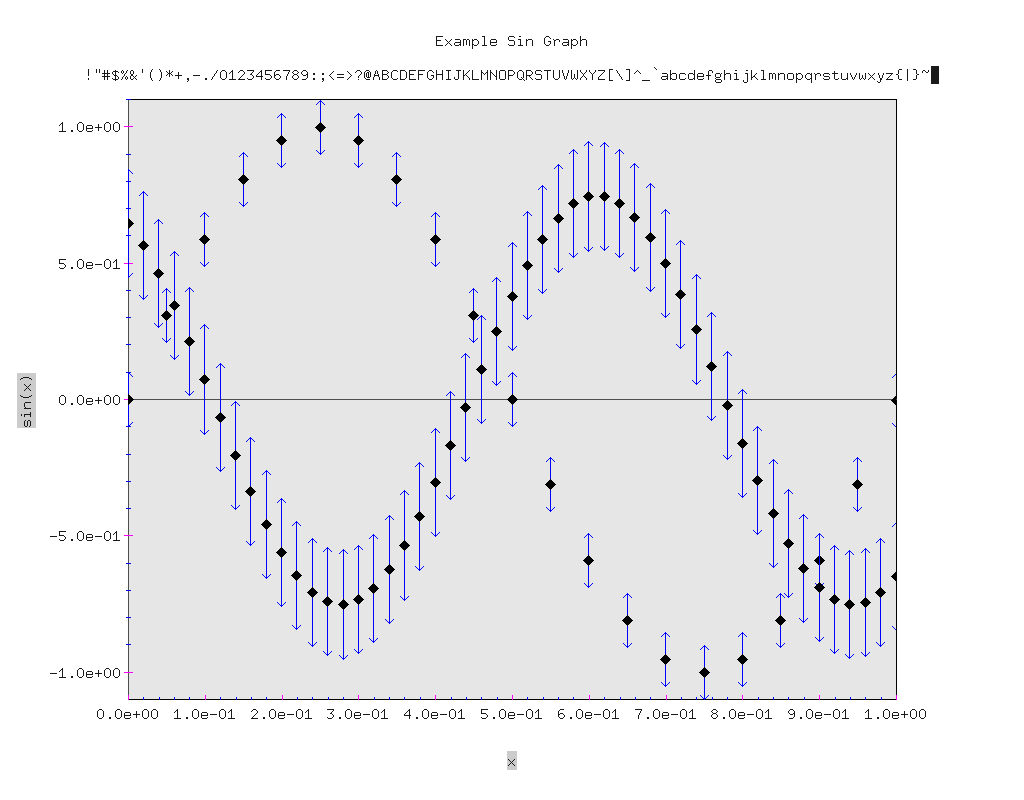 Example Sin Graph
!"#$%&'()*+,-./0123456789:;<=>?@ABCDEFGHIJKLMNOPQRSTUVWXYZ[\]^_`abcdefghijklmnopqrstuvwxyz{|}~
1.0e+00
5.0e-01
0.0e+00
sin(x)
-5.0e-01
-1.0e+00
0.0e+00 1.0e-01 2.0e-01 3.0e-01 4.0e-01 5.0e-01 6.0e-01 7.0e-01 8.0e-01 9.0e-01 1.0e+00
x